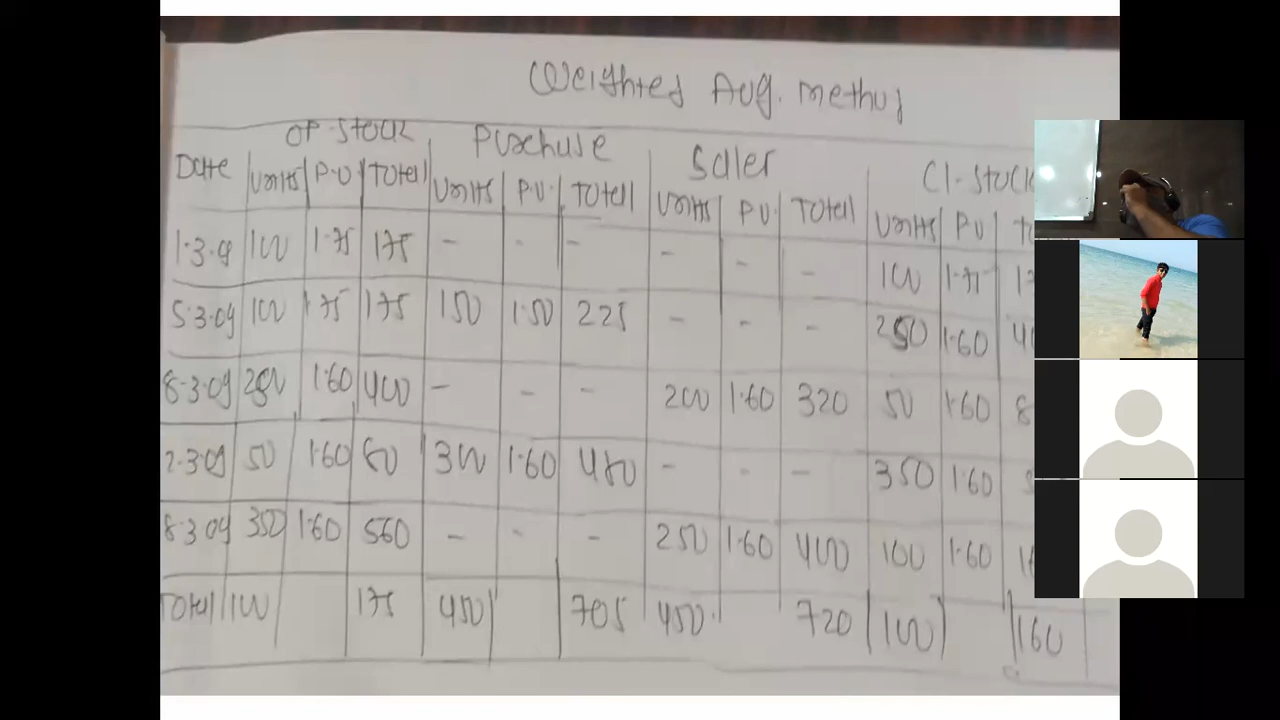 Weighted Avg. method
OP. Stock Purchase Sales Cl. Stock
Date Units P.U Total Units P.U. Total Units P.U Total Units P.U
1.3.9 100 1.75 175 - - - - - - 100
5.3.09 100 1.75 175 150 1.50 225 - - - 250 1.60
8.3.09 250 1.60 400 - - - 200 1.60 320 50 1.60
2.3.09 50 1.60 80 300 1.60 480 - - - 350 1.60
8.3.09 350 1.60 560 - - - 250 1.60 400 100 1.60
Total 100 175 450 705 450 720 100 160